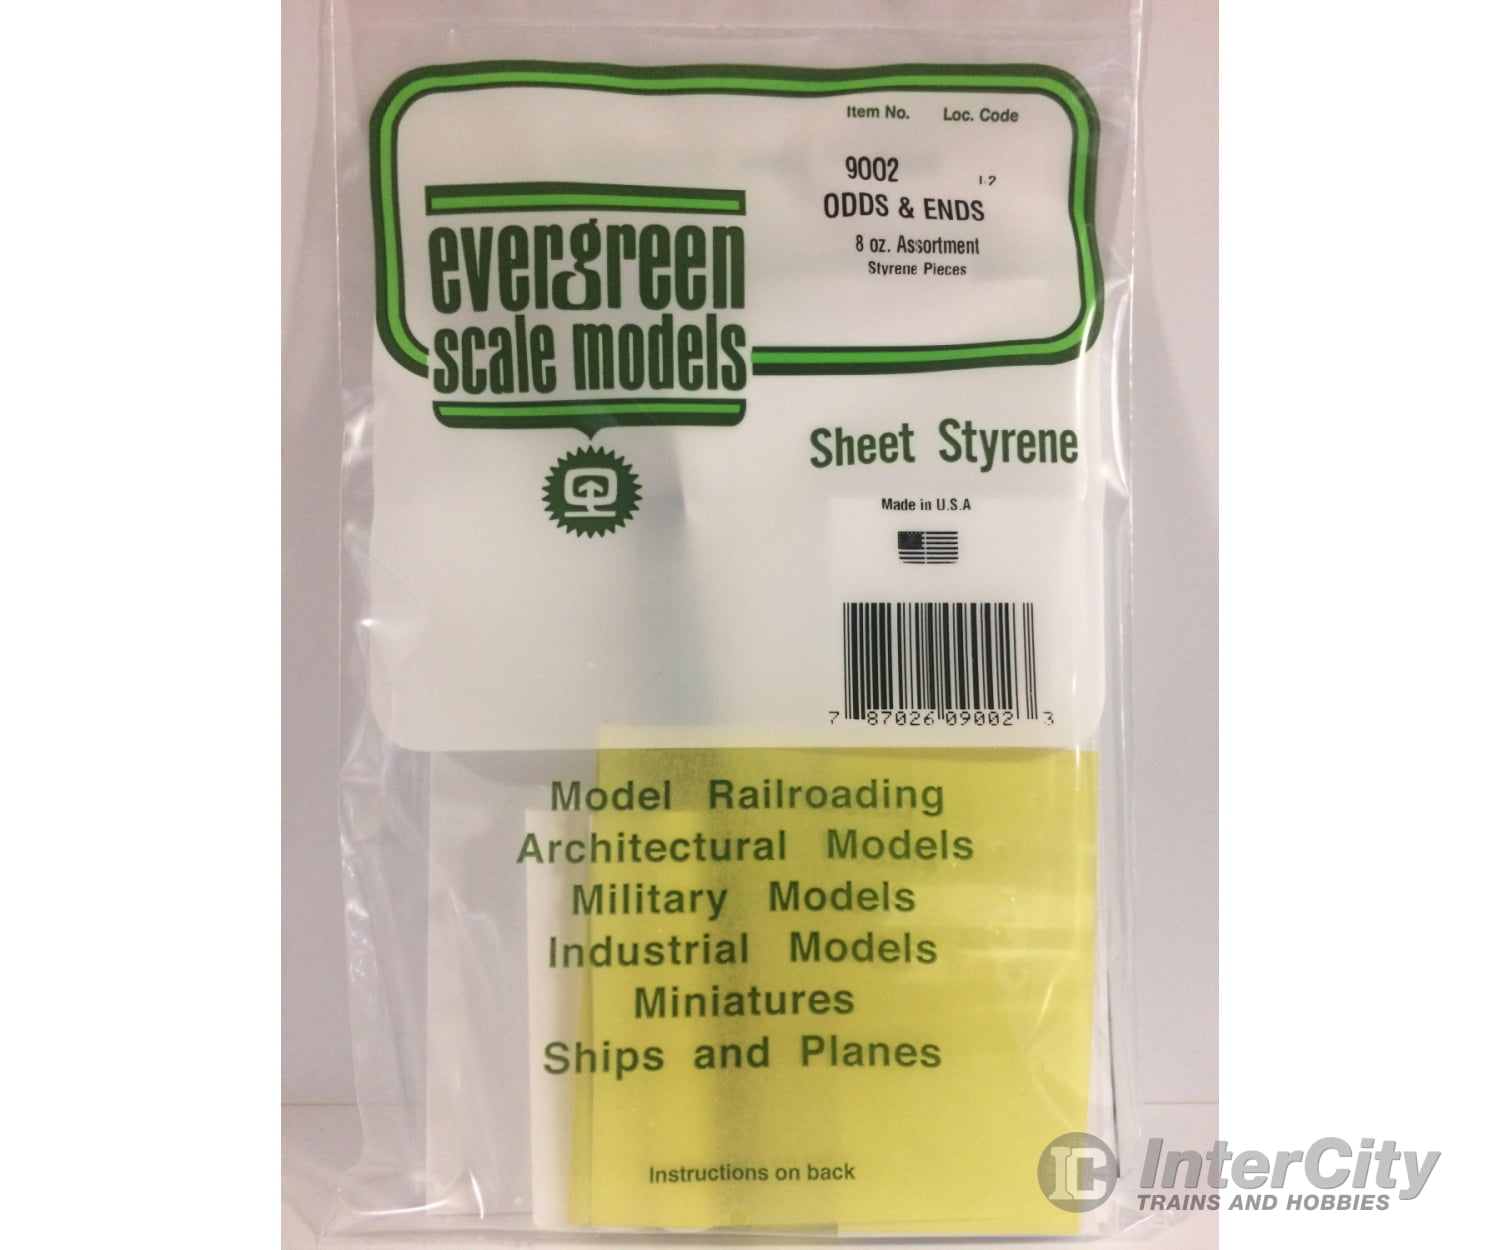 Item No. Loc. Code
9002 1-2
ODDS & ENDS
8 oz. Assortment
Styrene Pieces
evergreen
scale models
Sheet Styrene
Made in U.S.A
7 87026 09002 3
Model Railroading
Architectural Models
Military Models
Industrial Models
Miniatures
Ships and Planes
Instructions on back
InterCity
TRAINS AND HOBBIES